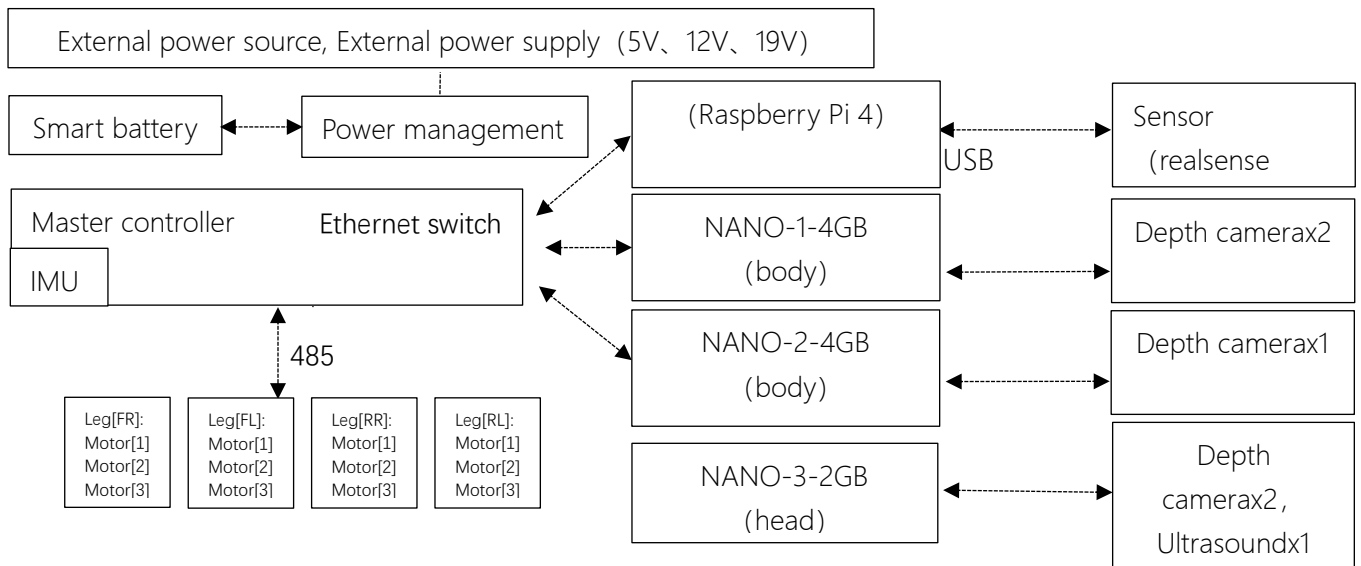 External power source, External power supply（5V、12V、19V）
Smart battery
Power management
(Raspberry Pi 4)
USB
Sensor
（realsense
Master controller
Ethernet switch
IMU
NANO-1-4GB
(body)
Depth camerax2
NANO-2-4GB
(body)
Depth camerax1
485
Leg[FR]:
Motor[1]
Motor[2]
Motor[3]
Leg[FL]:
Motor[1]
Motor[2]
Motor[3]
Leg[RR]:
Motor[1]
Motor[2]
Motor[3]
Leg[RL]:
Motor[1]
Motor[2]
Motor[3]
NANO-3-2GB
(head)
Depth
camerax2，
Ultrasoundx1